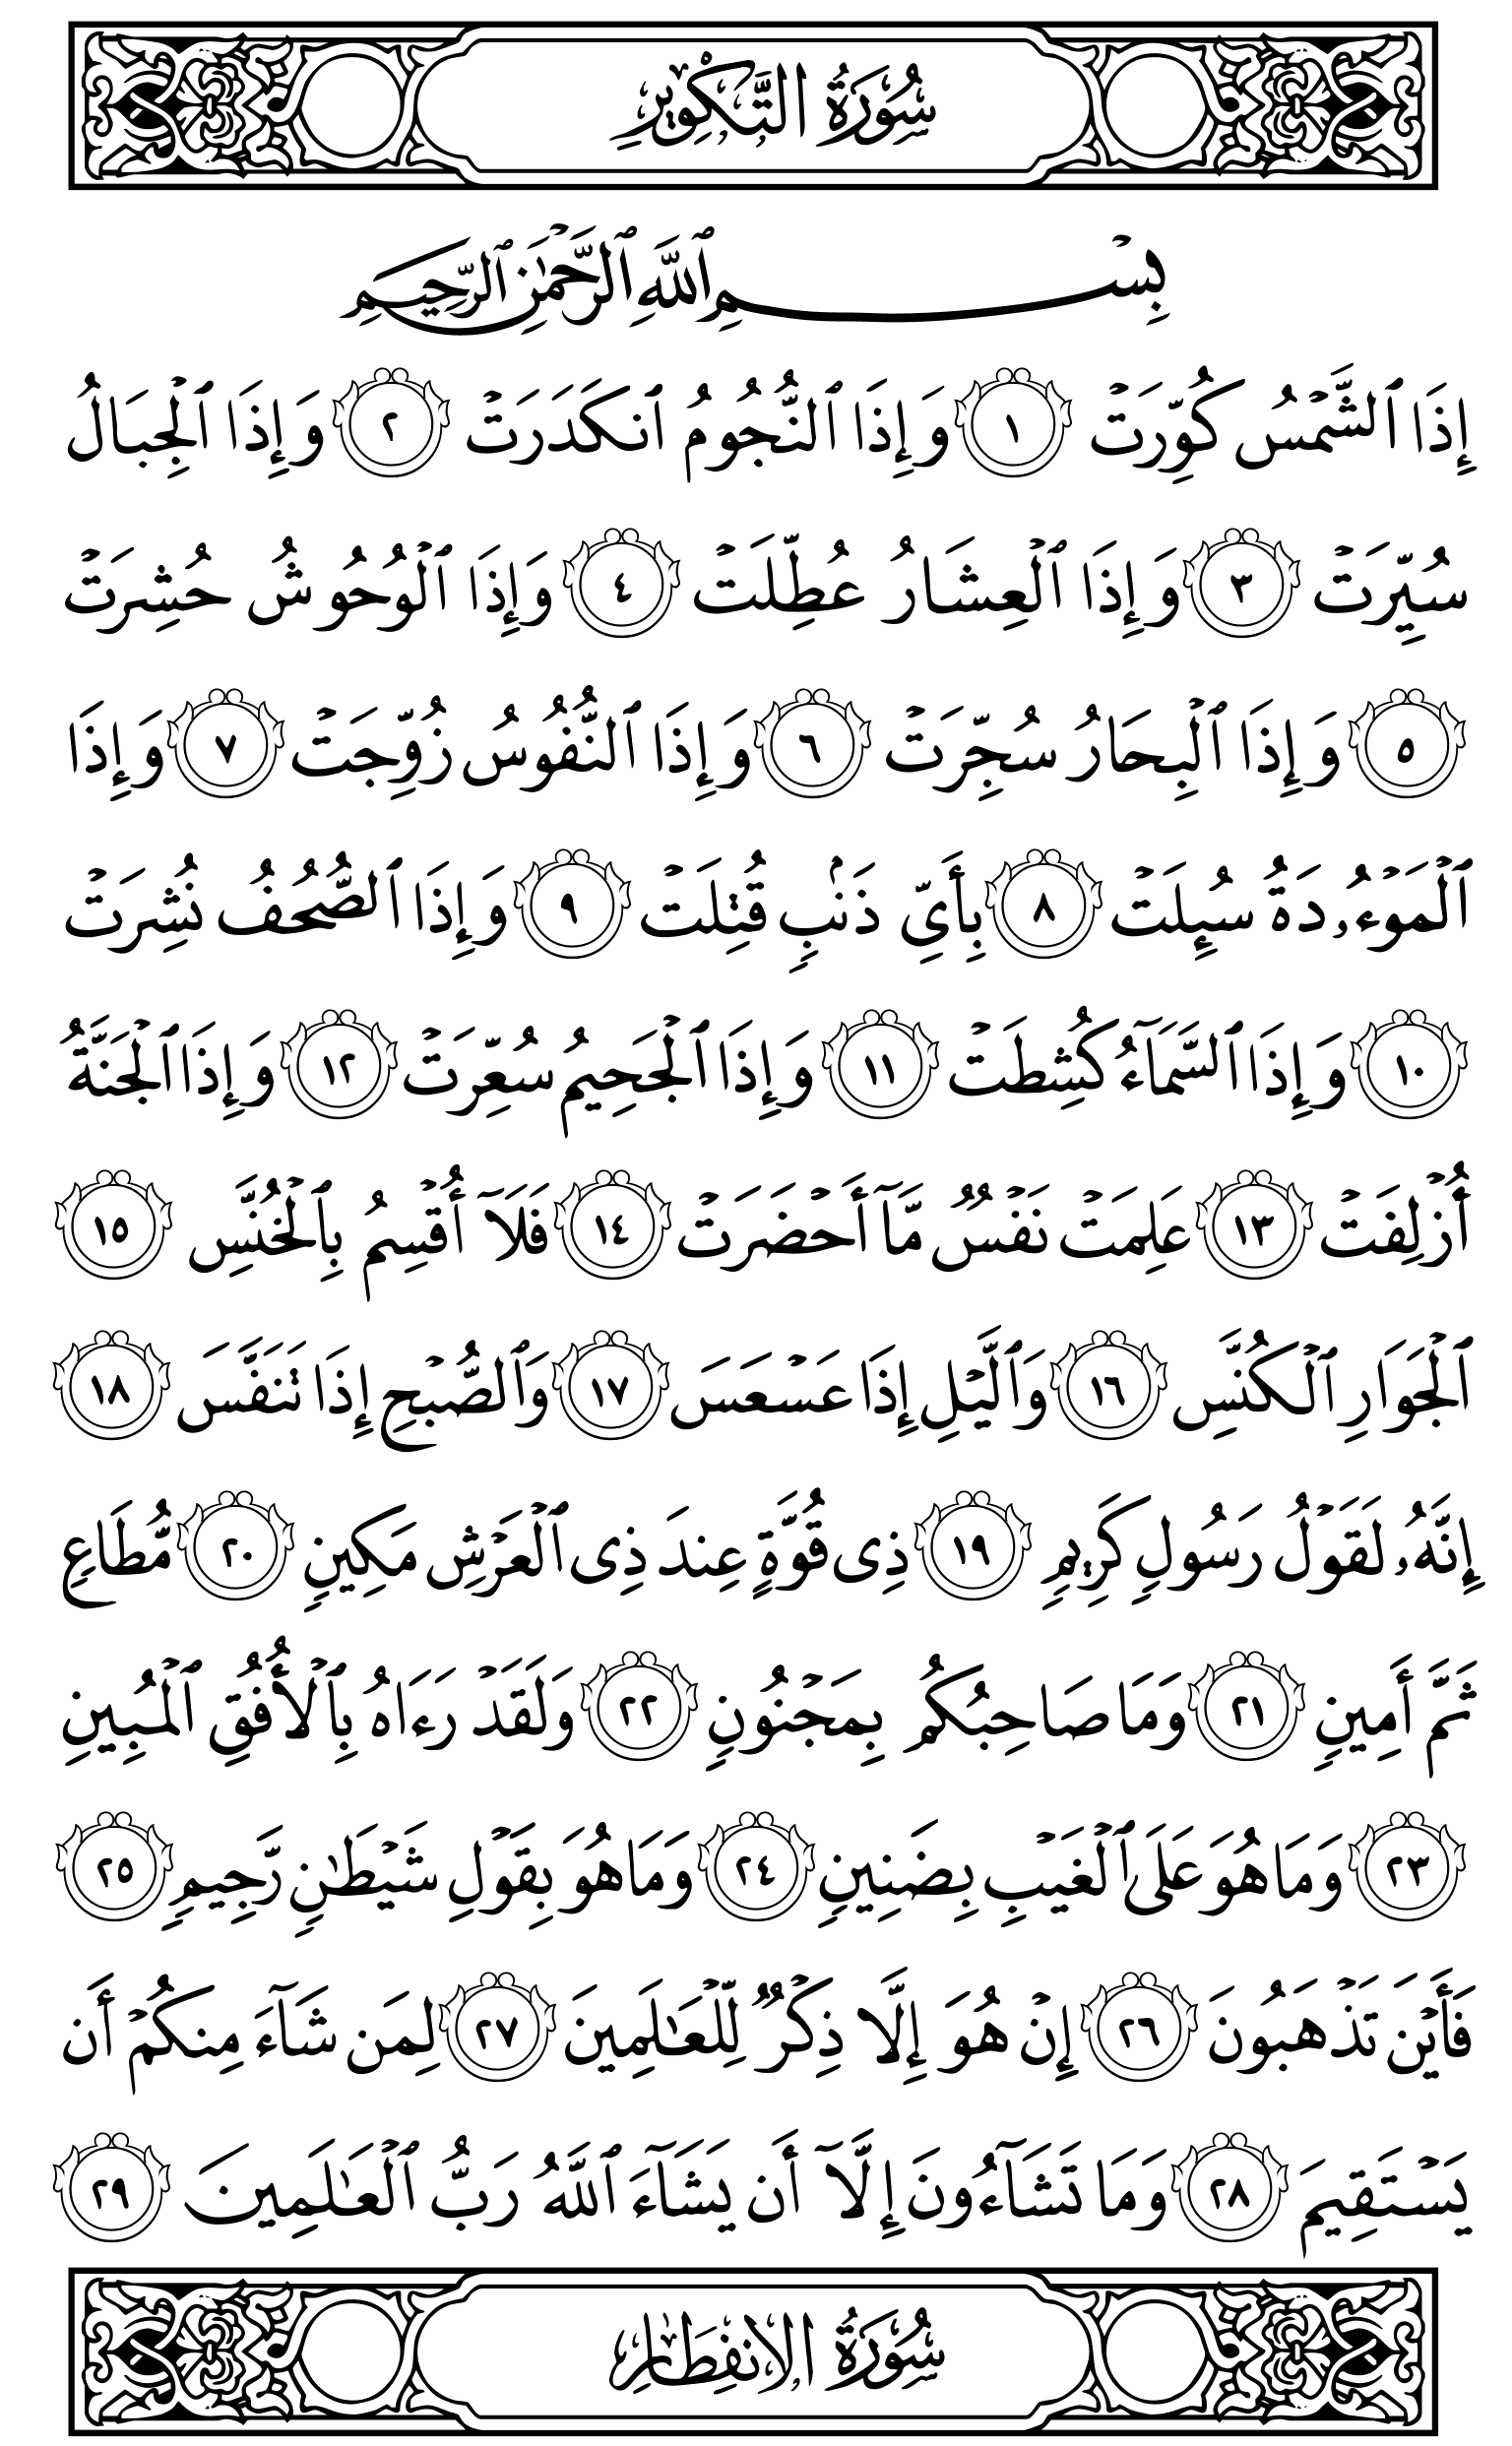 سُورَةُ التَّكْوِيرِ
بِسْمِ ٱللَّهِ ٱلرَّحْمَٰنِ ٱلرَّحِيمِ
إِذَا ٱلشَّمْسُ كُوِّرَتْ ١ وَإِذَا ٱلنُّجُومُ ٱنكَدَرَتْ ٢ وَإِذَا ٱلْجِبَالُ
سُيِّرَتْ ٣ وَإِذَا ٱلْعِشَارُ عُطِّلَتْ ٤ وَإِذَا ٱلْوُحُوشُ حُشِرَتْ
٥ وَإِذَا ٱلْبِحَارُ سُجِّرَتْ ٦ وَإِذَا ٱلنُّفُوسُ زُوِّجَتْ ٧ وَإِذَا
ٱلْمَوْءُۥدَةُ سُئِلَتْ ٨ بِأَىِّ ذَنۢبٍ قُتِلَتْ ٩ وَإِذَا ٱلصُّحُفُ نُشِرَتْ
١٠ وَإِذَا ٱلسَّمَآءُ كُشِطَتْ ١١ وَإِذَا ٱلْجَحِيمُ سُعِّرَتْ ١٢ وَإِذَا ٱلْجَنَّةُ
أُزْلِفَتْ ١٣ عَلِمَتْ نَفْسٌ مَّآ أَحْضَرَتْ ١٤ فَلَآ أُقْسِمُ بِٱلْخُنَّسِ ١٥
ٱلْجَوَارِ ٱلْكُنَّسِ ١٦ وَٱلَّيْلِ إِذَا عَسْعَسَ ١٧ وَٱلصُّبْحِ إِذَا تَنَفَّسَ ١٨
إِنَّهُۥ لَقَوْلُ رَسُولٍ كَرِيمٍ ١٩ ذِى قُوَّةٍ عِندَ ذِى ٱلْعَرْشِ مَكِينٍ ٢٠ مُّطَاعٍ
ثَمَّ أَمِينٍ ٢١ وَمَا صَاحِبُكُم بِمَجْنُونٍ ٢٢ وَلَقَدْ رَءَاهُ بِٱلْأُفُقِ ٱلْمُبِينِ
٢٣ وَمَا هُوَ عَلَى ٱلْغَيْبِ بِضَنِينٍ ٢٤ وَمَا هُوَ بِقَوْلِ شَيْطَٰنٍ رَّجِيمٍ ٢٥
فَأَيْنَ تَذْهَبُونَ ٢٦ إِنْ هُوَ إِلَّا ذِكْرٌ لِّلْعَٰلَمِينَ ٢٧ لِمَن شَآءَ مِنكُمْ أَن
يَسْتَقِيمَ ٢٨ وَمَا تَشَآءُونَ إِلَّآ أَن يَشَآءَ ٱللَّهُ رَبُّ ٱلْعَٰلَمِينَ ٢٩
سُورَةُ الانفِطَارِ